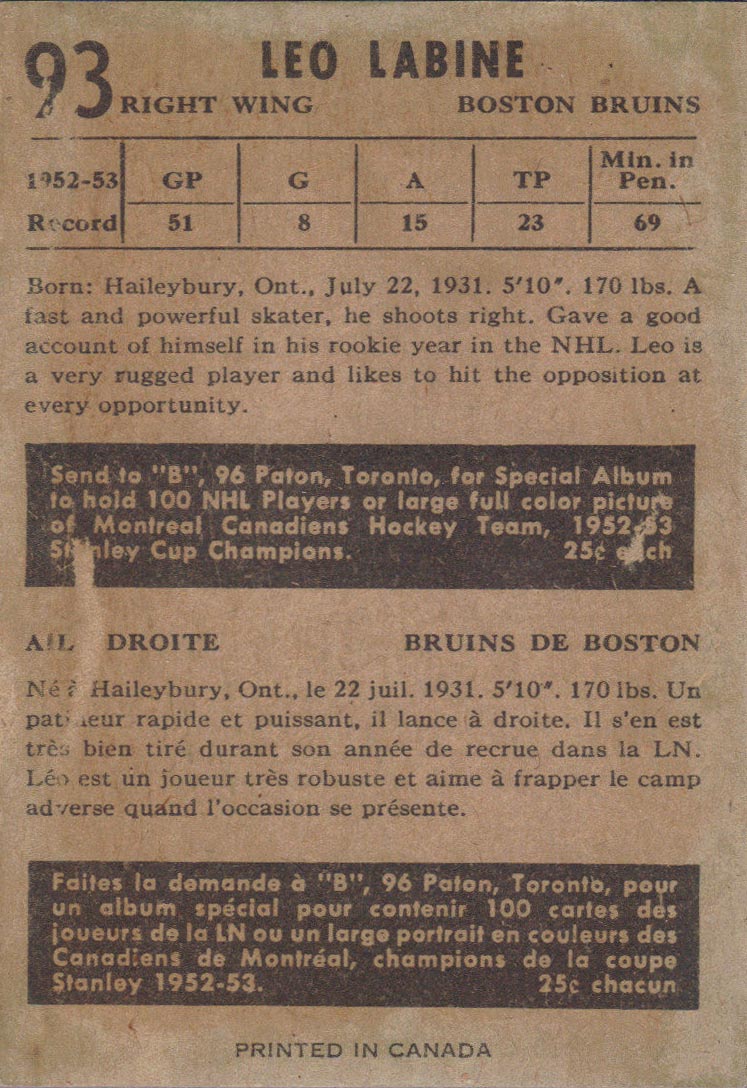 93
LEO LABINE
RIGHT WING BOSTON BRUINS
1952-53 GP G A TP Min. in Pen.
Record 51 8 15 23 69
Born: Haileybury, Ont., July 22, 1931. 5'10". 170 lbs. A
fast and powerful skater, he shoots right. Gave a good
account of himself in his rookie year in the NHL. Leo is
a very rugged player and likes to hit the opposition at
every opportunity.
Send to "B", 96 Paton, Toronto, for Special Album
to hold 100 NHL Players or large full color picture
of Montreal Canadiens Hockey Team, 1952-53
Stanley Cup Champions. 25¢ each
AILE DROITE BRUINS DE BOSTON
Né à Haileybury, Ont., le 22 juil. 1931. 5'10". 170 lbs. Un
patineur rapide et puissant, il lance à droite. Il s'en est
très bien tiré durant son année de recrue dans la LN.
Léo est un joueur très robuste et aime à frapper le camp
adverse quand l'occasion se présente.
Faites la demande à "B", 96 Paton, Toronto, pour
un album spécial pour contenir 100 cartes des
joueurs de la LN ou un large portrait en couleurs des
Canadiens de Montréal, champions de la coupe
Stanley 1952-53. 25¢ chacun
PRINTED IN CANADA